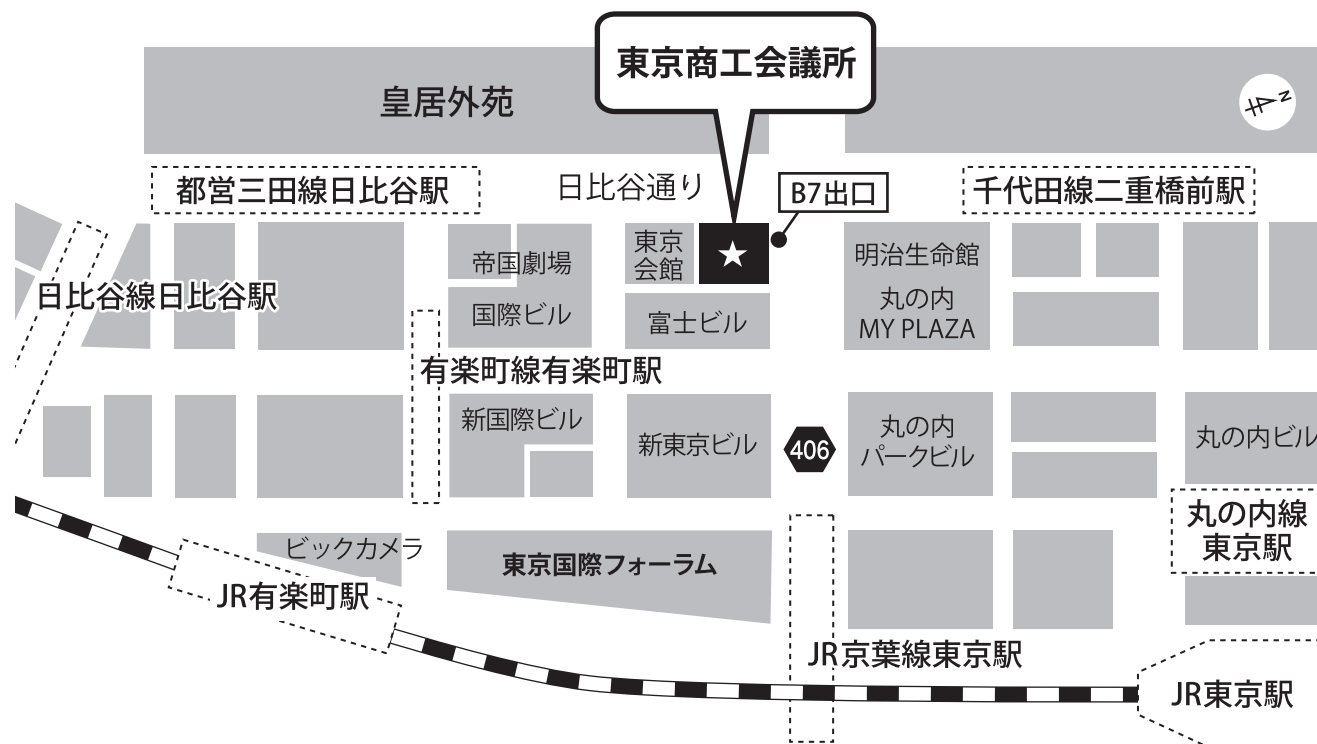 東京商工会議所
皇居外苑
N
都営三田線日比谷駅
日比谷通り
B7出口
千代田線二重橋前駅
東京
会館
帝国劇場
明治生命館
日比谷線日比谷駅
国際ビル
富士ビル
丸の内
MY PLAZA
有楽町線有楽町駅
新国際ビル
新東京ビル
406
丸の内
パークビル
丸の内ビル
丸の内線
東京駅
ビックカメラ
東京国際フォーラム
JR有楽町駅
JR京葉線東京駅
JR東京駅